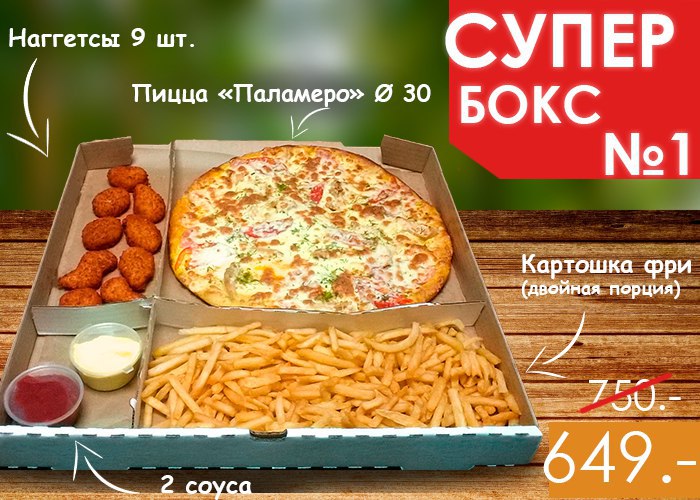 Наггетсы 9 шт.
Пицца «Паламеро» Ø 30
СУПЕР
БОКС
№1
Картошка фри
(двойная порция)
750.-
649.-
2 соуса